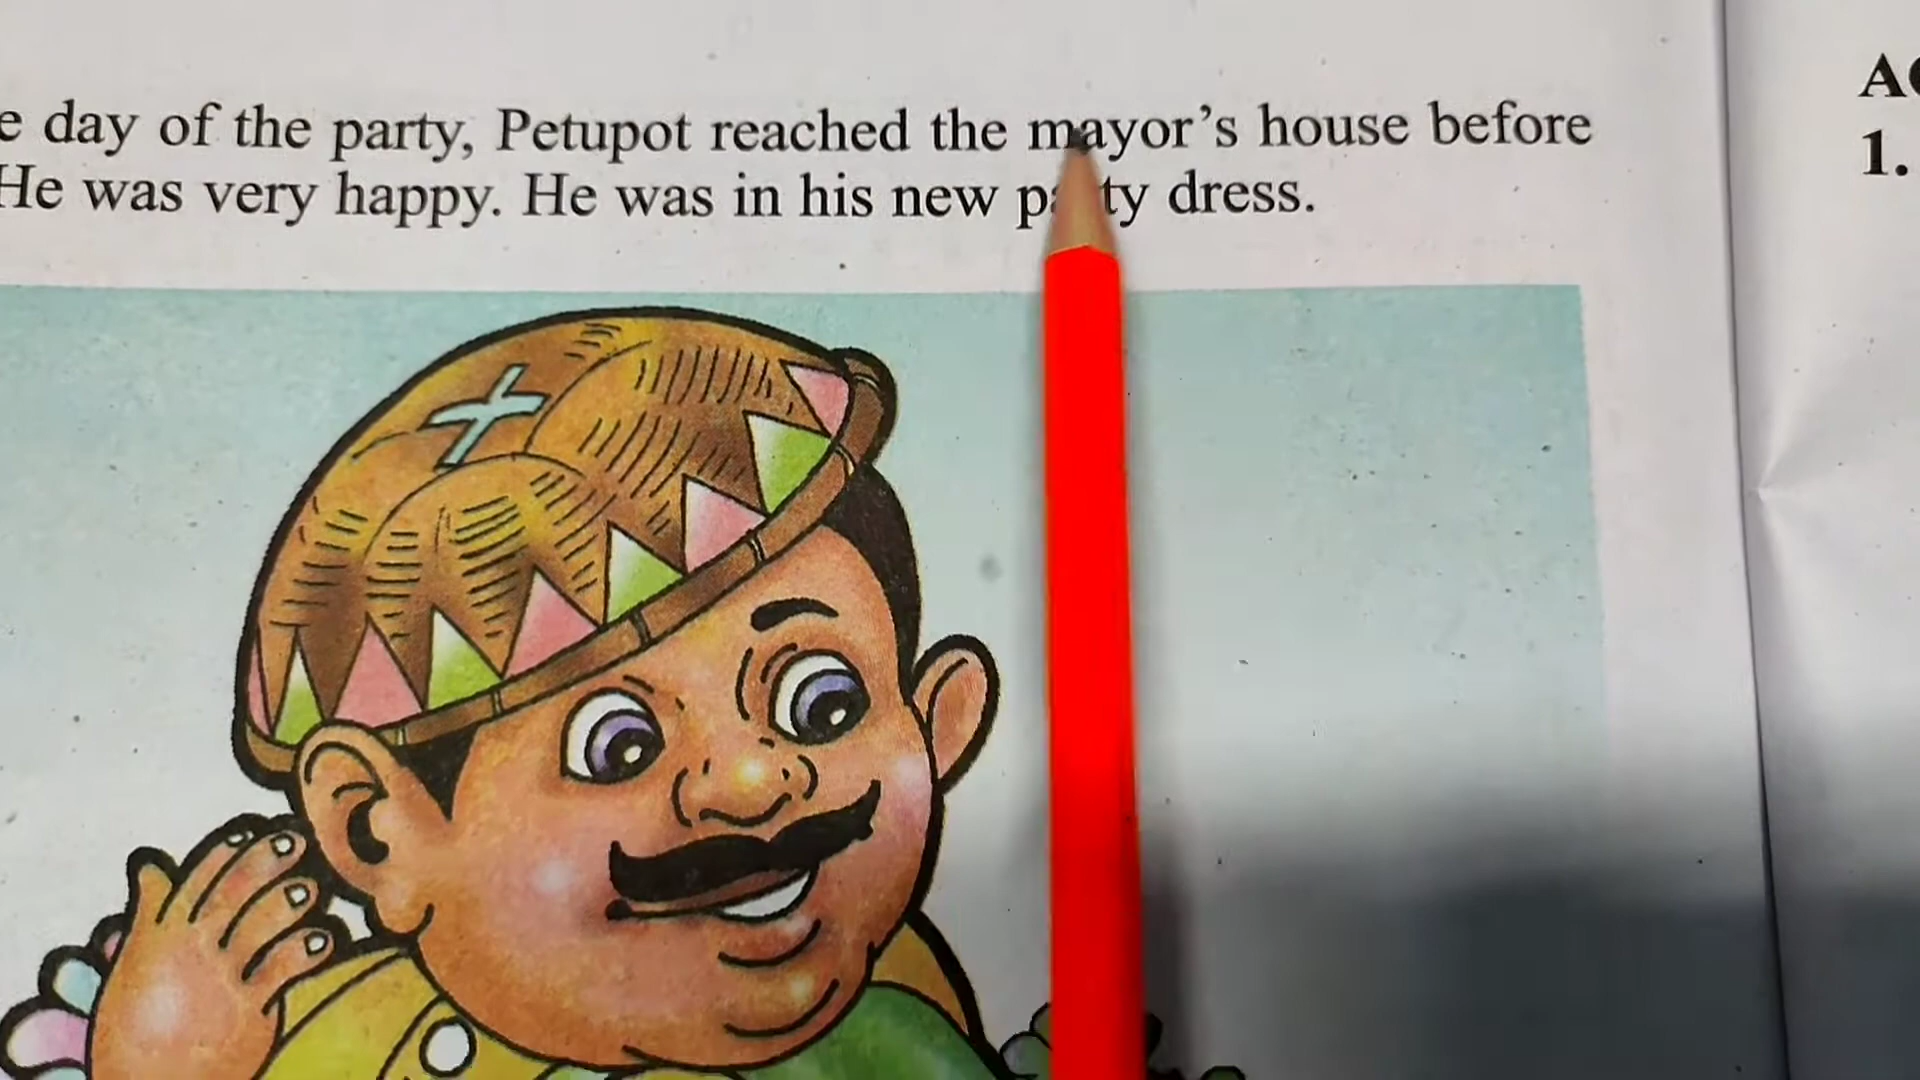 e day of the party, Petupot reached the mayor's house before
He was very happy. He was in his new party dress.
A
1.